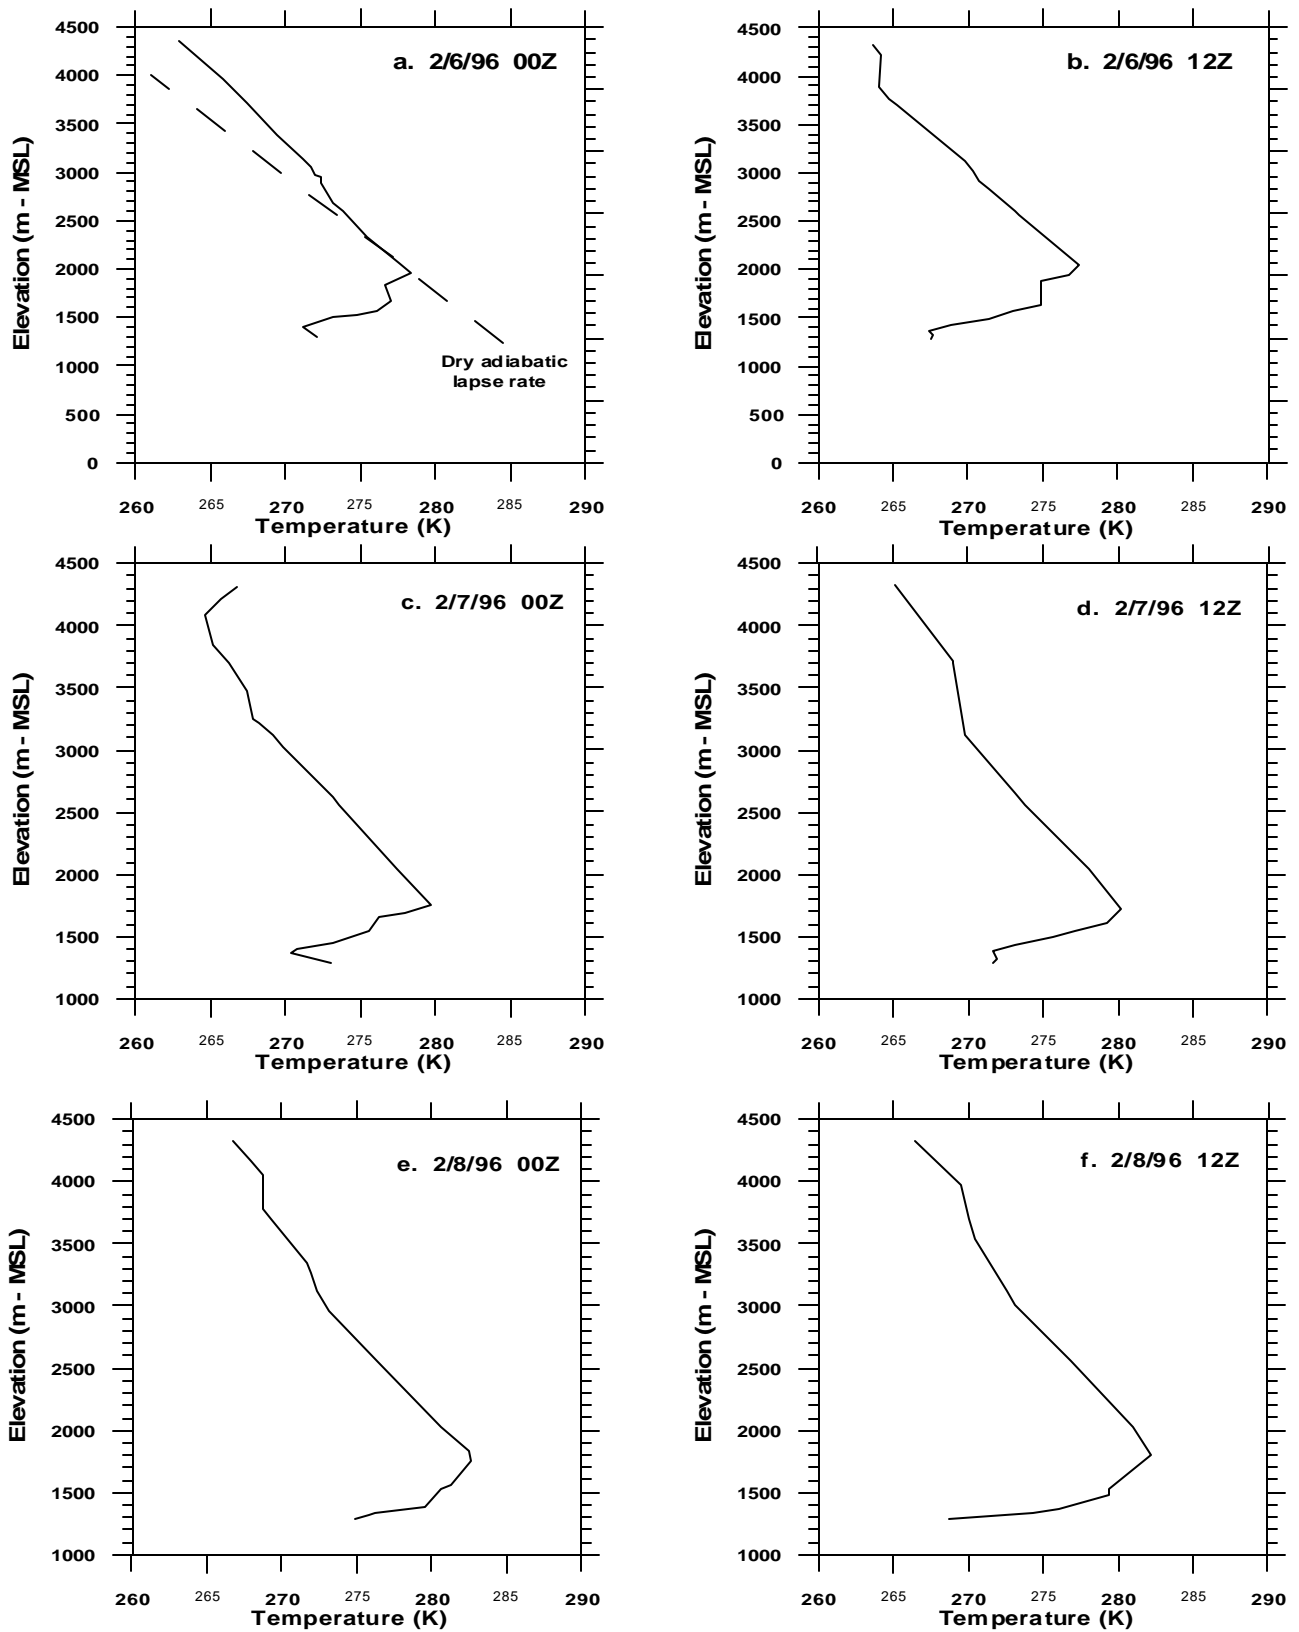 a. 2/6/96 00Z
4500
4000
3500
3000
2500
2000
1500
1000
500
0
Elevation (m - MSL)
Dry adiabatic
lapse rate
260 265 270 275 280 285 290
Temperature (K)
b. 2/6/96 12Z
4500
4000
3500
3000
2500
2000
1500
1000
500
0
Elevation (m - MSL)
260 265 270 275 280 285 290
Temperature (K)
c. 2/7/96 00Z
4500
4000
3500
3000
2500
2000
1500
1000
Elevation (m - MSL)
260 265 270 275 280 285 290
Temperature (K)
d. 2/7/96 12Z
4500
4000
3500
3000
2500
2000
1500
1000
Elevation (m - MSL)
260 265 270 275 280 285 290
Temperature (K)
e. 2/8/96 00Z
4500
4000
3500
3000
2500
2000
1500
1000
Elevation (m - MSL)
260 265 270 275 280 285 290
Temperature (K)
f. 2/8/96 12Z
4500
4000
3500
3000
2500
2000
1500
1000
Elevation (m - MSL)
260 265 270 275 280 285 290
Temperature (K)